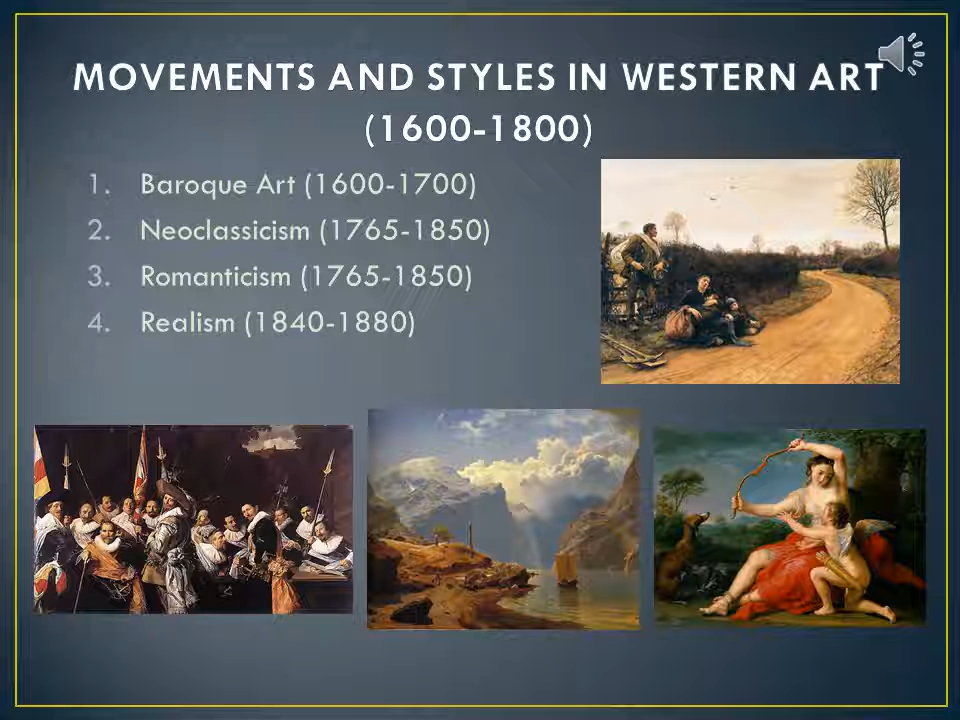 MOVEMENTS AND STYLES IN WESTERN ART
(1600-1800)
1. Baroque Art (1600-1700)
2. Neoclassicism (1765-1850)
3. Romanticism (1765-1850)
4. Realism (1840-1880)